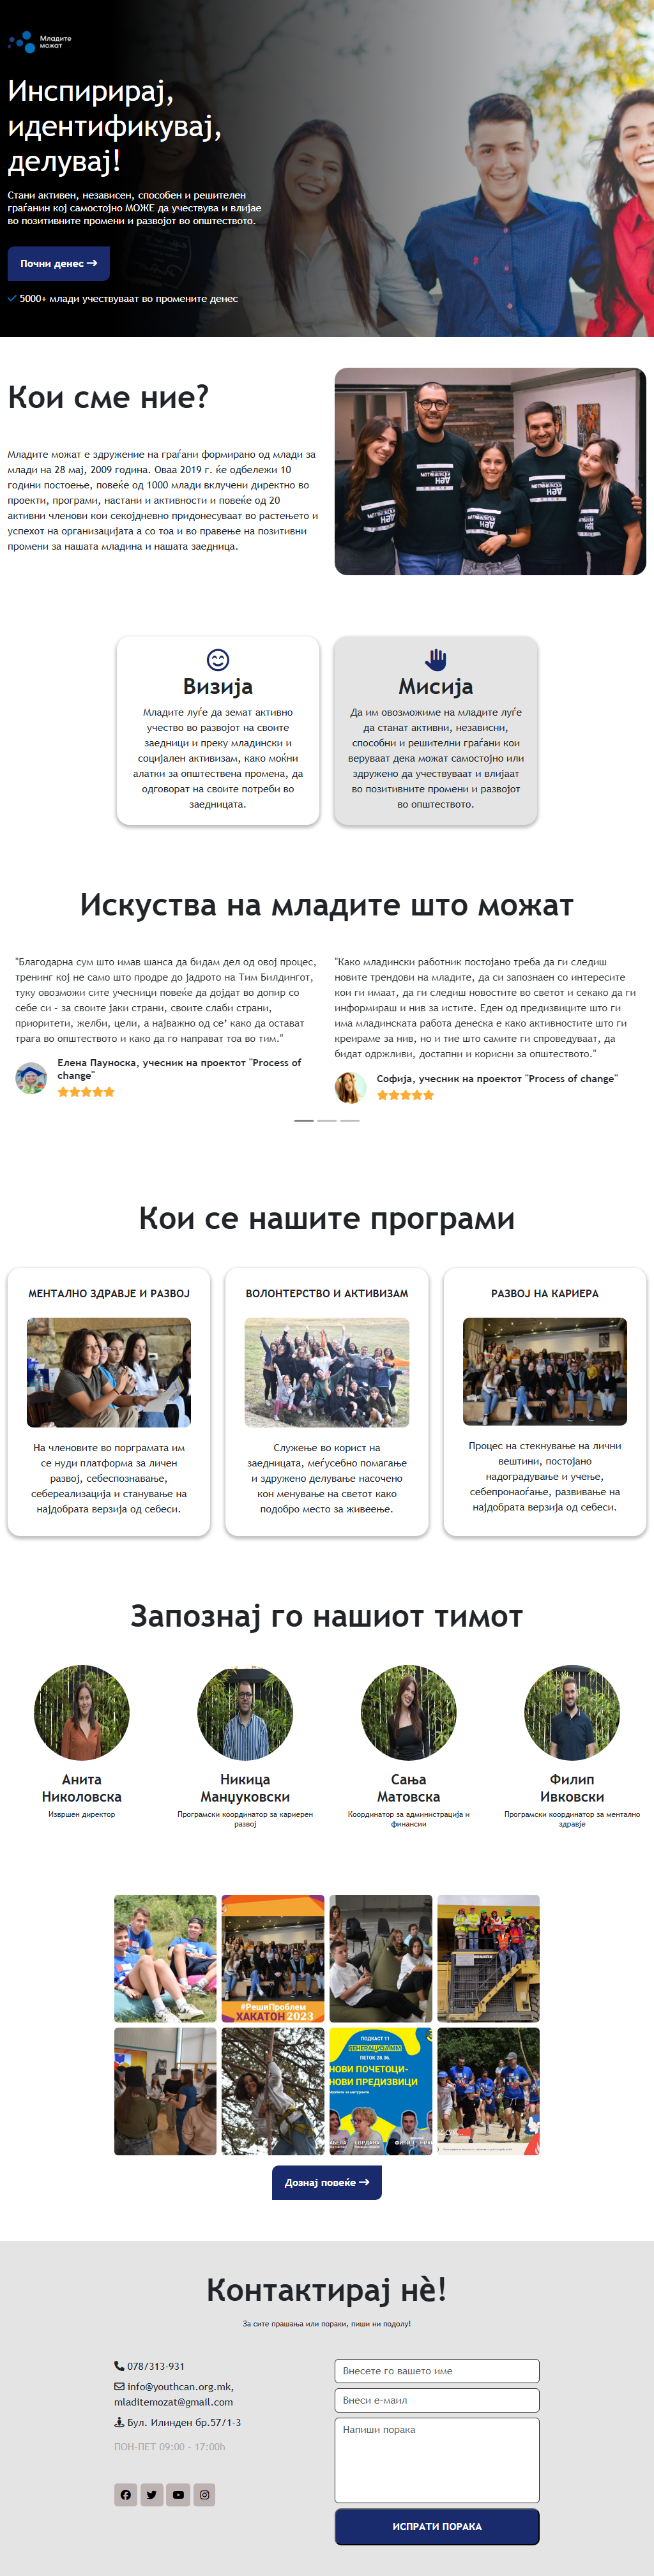 Младите
можат
Инспирирај,
идентификувај,
делувај!
Стани активен, независен, способен и решителен
граѓанин кој самостојно МОЖЕ да учествува и влијае
во позитивните промени и развојот во општеството.
Почни денес
5000+ млади учествуваат во промените денес
Кои сме ние?
Младите можат е здружение на граѓани формирано од млади за
млади на 28 мај, 2009 година. Оваа 2019 г. ќе одбележи 10
години постоење, повеќе од 1000 млади вклучени директно во
проекти, програми, настани и активности и повеќе од 20
активни членови кои секојдневно придонесуваат во растењето и
успехот на организацијата а со тоа и во правење на позитивни
промени за нашата младина и нашата заедница.
Визија
Младите луѓе да земат активно
учество во развојот на своите
заедници и преку младински и
социјален активизам, како моќни
алатки за општествена промена, да
одговорат на своите потреби во
заедницата.
Мисија
Да им овозможиме на младите луѓе
да станат активни, независни,
способни и решителни граѓани кои
веруваат дека можат самостојно или
здружено да учествуваат и влијаат
во позитивните промени и развојот
во општеството.
Искуства на младите што можат
"Благодарна сум што имав шанса да бидам дел од овој процес,
тренинг кој не само што продре до јадрото на Тим Билдингот,
туку овозможи сите учесници повеќе да дојдат во допир со
себе си – за своите јаки страни, своите слаби страни,
приоритети, желби, цели, а најважно од се’ како да остават
трага во општеството и како да го направат тоа во тим."
Елена Пауноска, учесник на проектот "Process of
change"
"Како младински работник постојано треба да ги следиш
новите трендови на младите, да си запознаен со интересите
кои ги имаат, да ги следиш новостите во светот и секако да ги
информираш и нив за истите. Еден од предизвиците што ги
има младинската работа денеска е како активностите што ги
креираме за нив, но и тие што самите ги спроведуваат, да
бидат одржливи, достапни и корисни за општеството."
Софија, учесник на проектот "Process of change"
Кои се нашите програми
МЕНТАЛНО ЗДРАВЈЕ И РАЗВОЈ
На членовите во порграмата им
се нуди платформа за личен
развој, себеспознавање,
себереализација и станување на
најдобрата верзија од себеси.
ВОЛОНТЕРСТВО И АКТИВИЗАМ
Служење во корист на
заедницата, меѓусебно помагање
и здружено делување насочено
кон менување на светот како
подобро место за живеење.
РАЗВОЈ НА КАРИЕРА
Процес на стекнување на лични
вештини, постојано
надоградување и учење,
себепронаоѓање, развивање на
најдобрата верзија од себеси.
Запознај го нашиот тимот
Анита
Николовска
Извршен директор
Никица
Манџуковски
Програмски координатор за кариерен
развој
Сања
Матовска
Координатор за администрација и
финансии
Филип
Ивковски
Програмски координатор за ментално
здравје
#РешиПроблем
ХАКАТОН 2023
ПОДКАСТ 11
ГЕНЕРАЦИЈА ММ
ПЕТОК 28.06.
НОВИ ПОЧЕТОЦИ-
НОВИ ПРЕДИЗВИЦИ
Дознај повеќе
Контактирај нè!
За сите прашања или пораки, пиши ни подолу!
078/313-931
info@youthcan.org.mk,
mladitemozat@gmail.com
Бул. Илинден бр.57/1-3
ПОН-ПЕТ 09:00 - 17:00h
Внесете го вашето име
Внеси е-маил
Напиши порака
ИСПРАТИ ПОРАКА